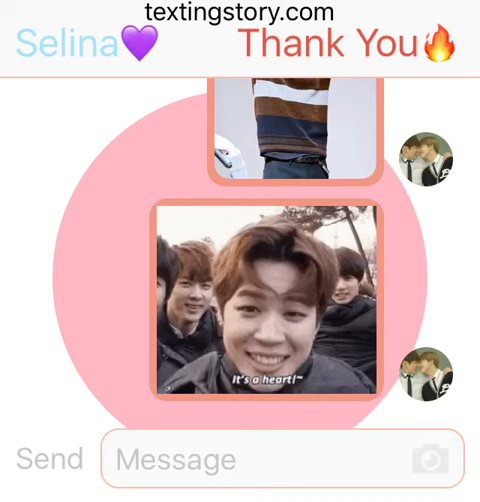 textingstory.com
Selina💜
Thank You🔥
It's a heart!~
Send
Message